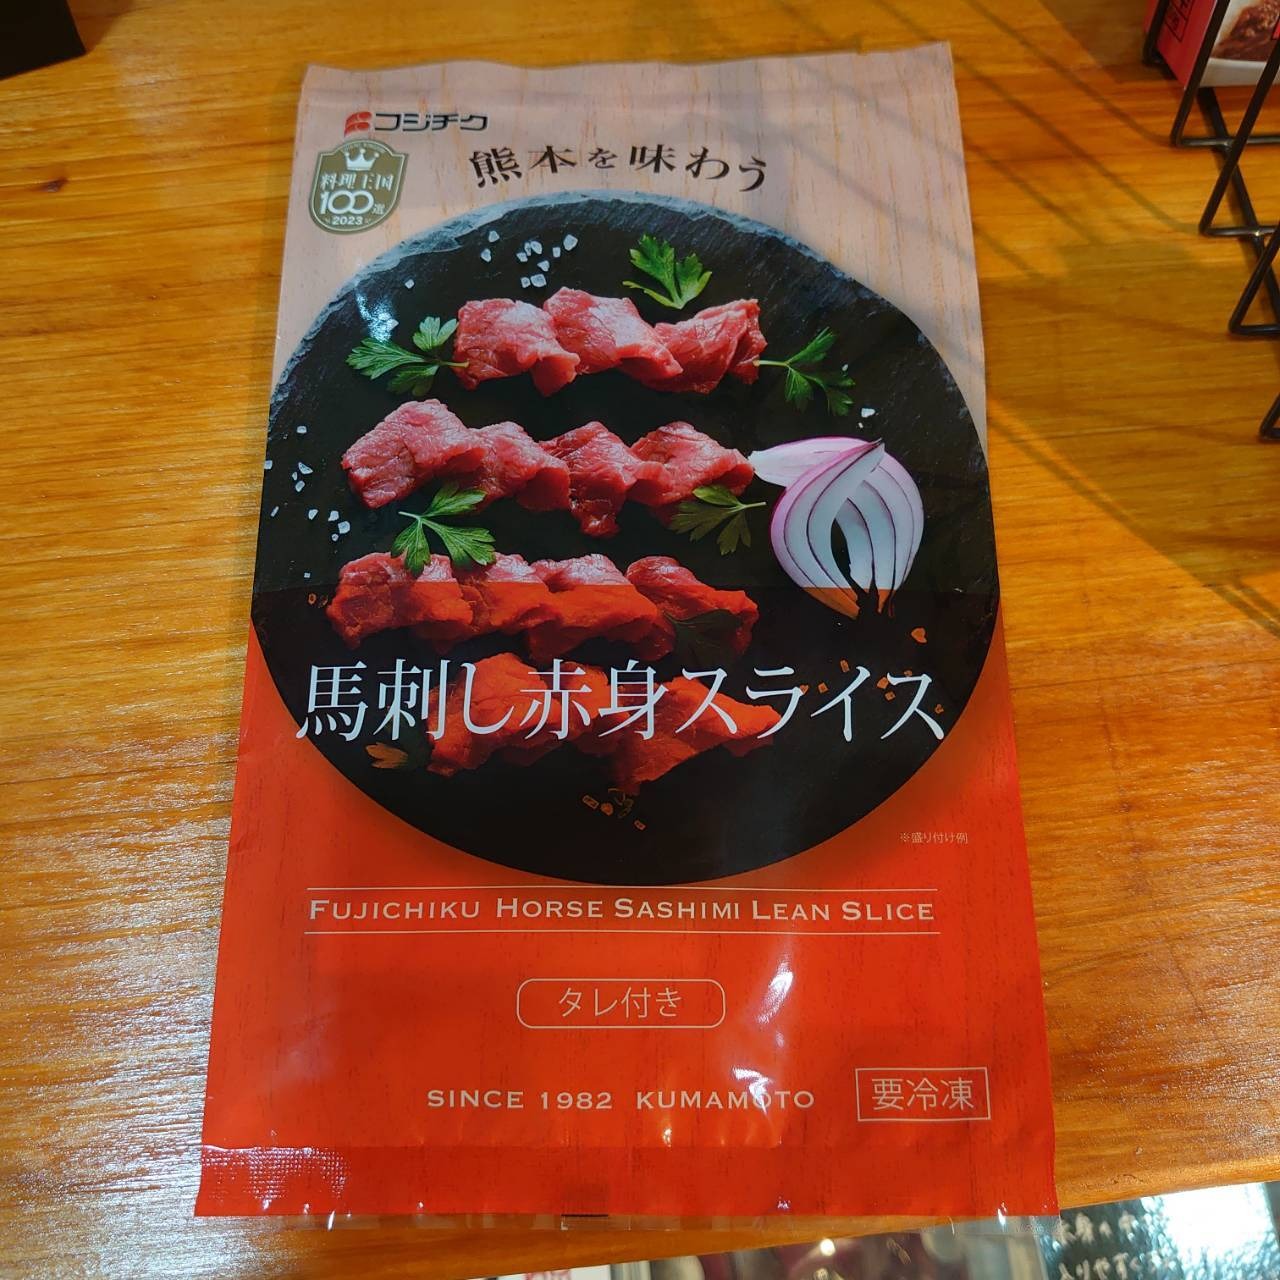 フジチク
料理王国
100選
2023
熊本を味わう
馬刺し赤身スライス
※盛り付け例
FUJICHIKU HORSE SASHIMI LEAN SLICE
タレ付き
SINCE 1982 KUMAMOTO
要冷凍